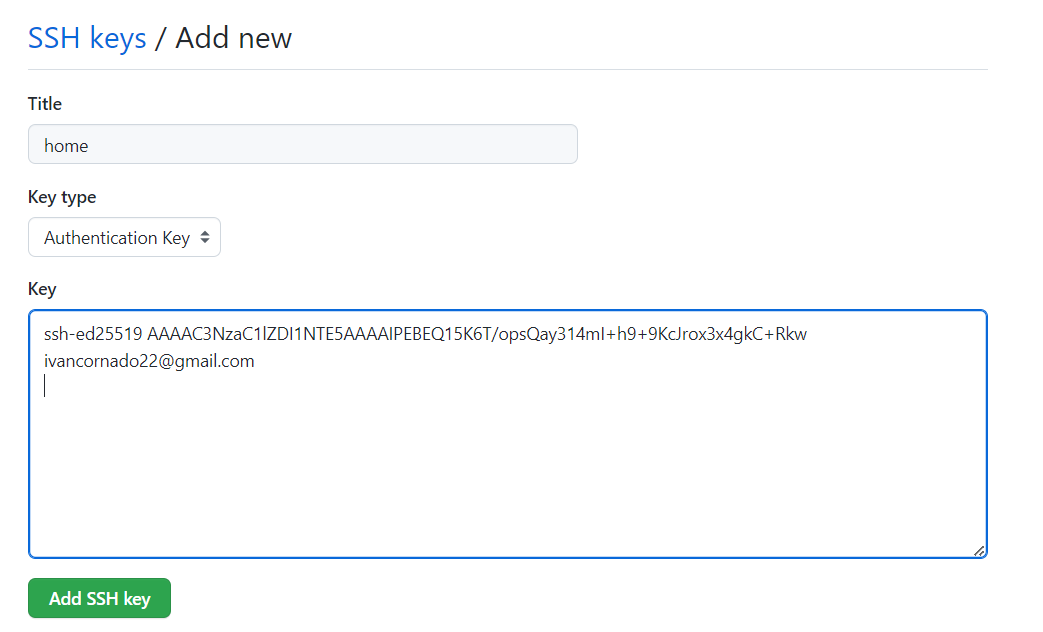 SSH keys / Add new
Title
home
Key type
Authentication Key
Key
ssh-ed25519 AAAAC3NzaC1lZDI1NTE5AAAAIPEBEQ15K6T/opsQay314mI+h9+9KcJrox3x4gkC+Rkw
ivancornado22@gmail.com
Add SSH key